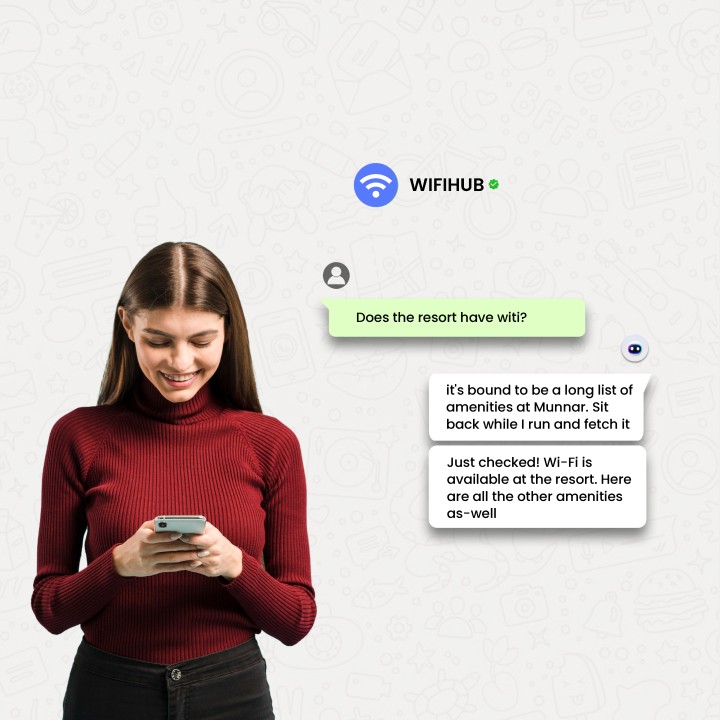 WIFIHUB
Does the resort have witi?
it's bound to be a long list of
amenities at Munnar. Sit
back while I run and fetch it
Just checked! Wi-Fi is
available at the resort. Here
are all the other amenities
as-well